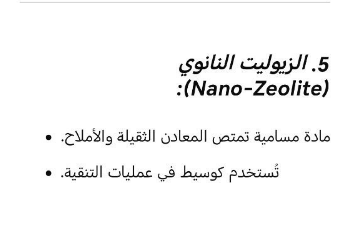 5. الزيوليت النانوي
(Nano-Zeolite):
• مادة مسامية تمتص المعادن الثقيلة والأملاح.
• تُستخدم كوسيط في عمليات التنقية.